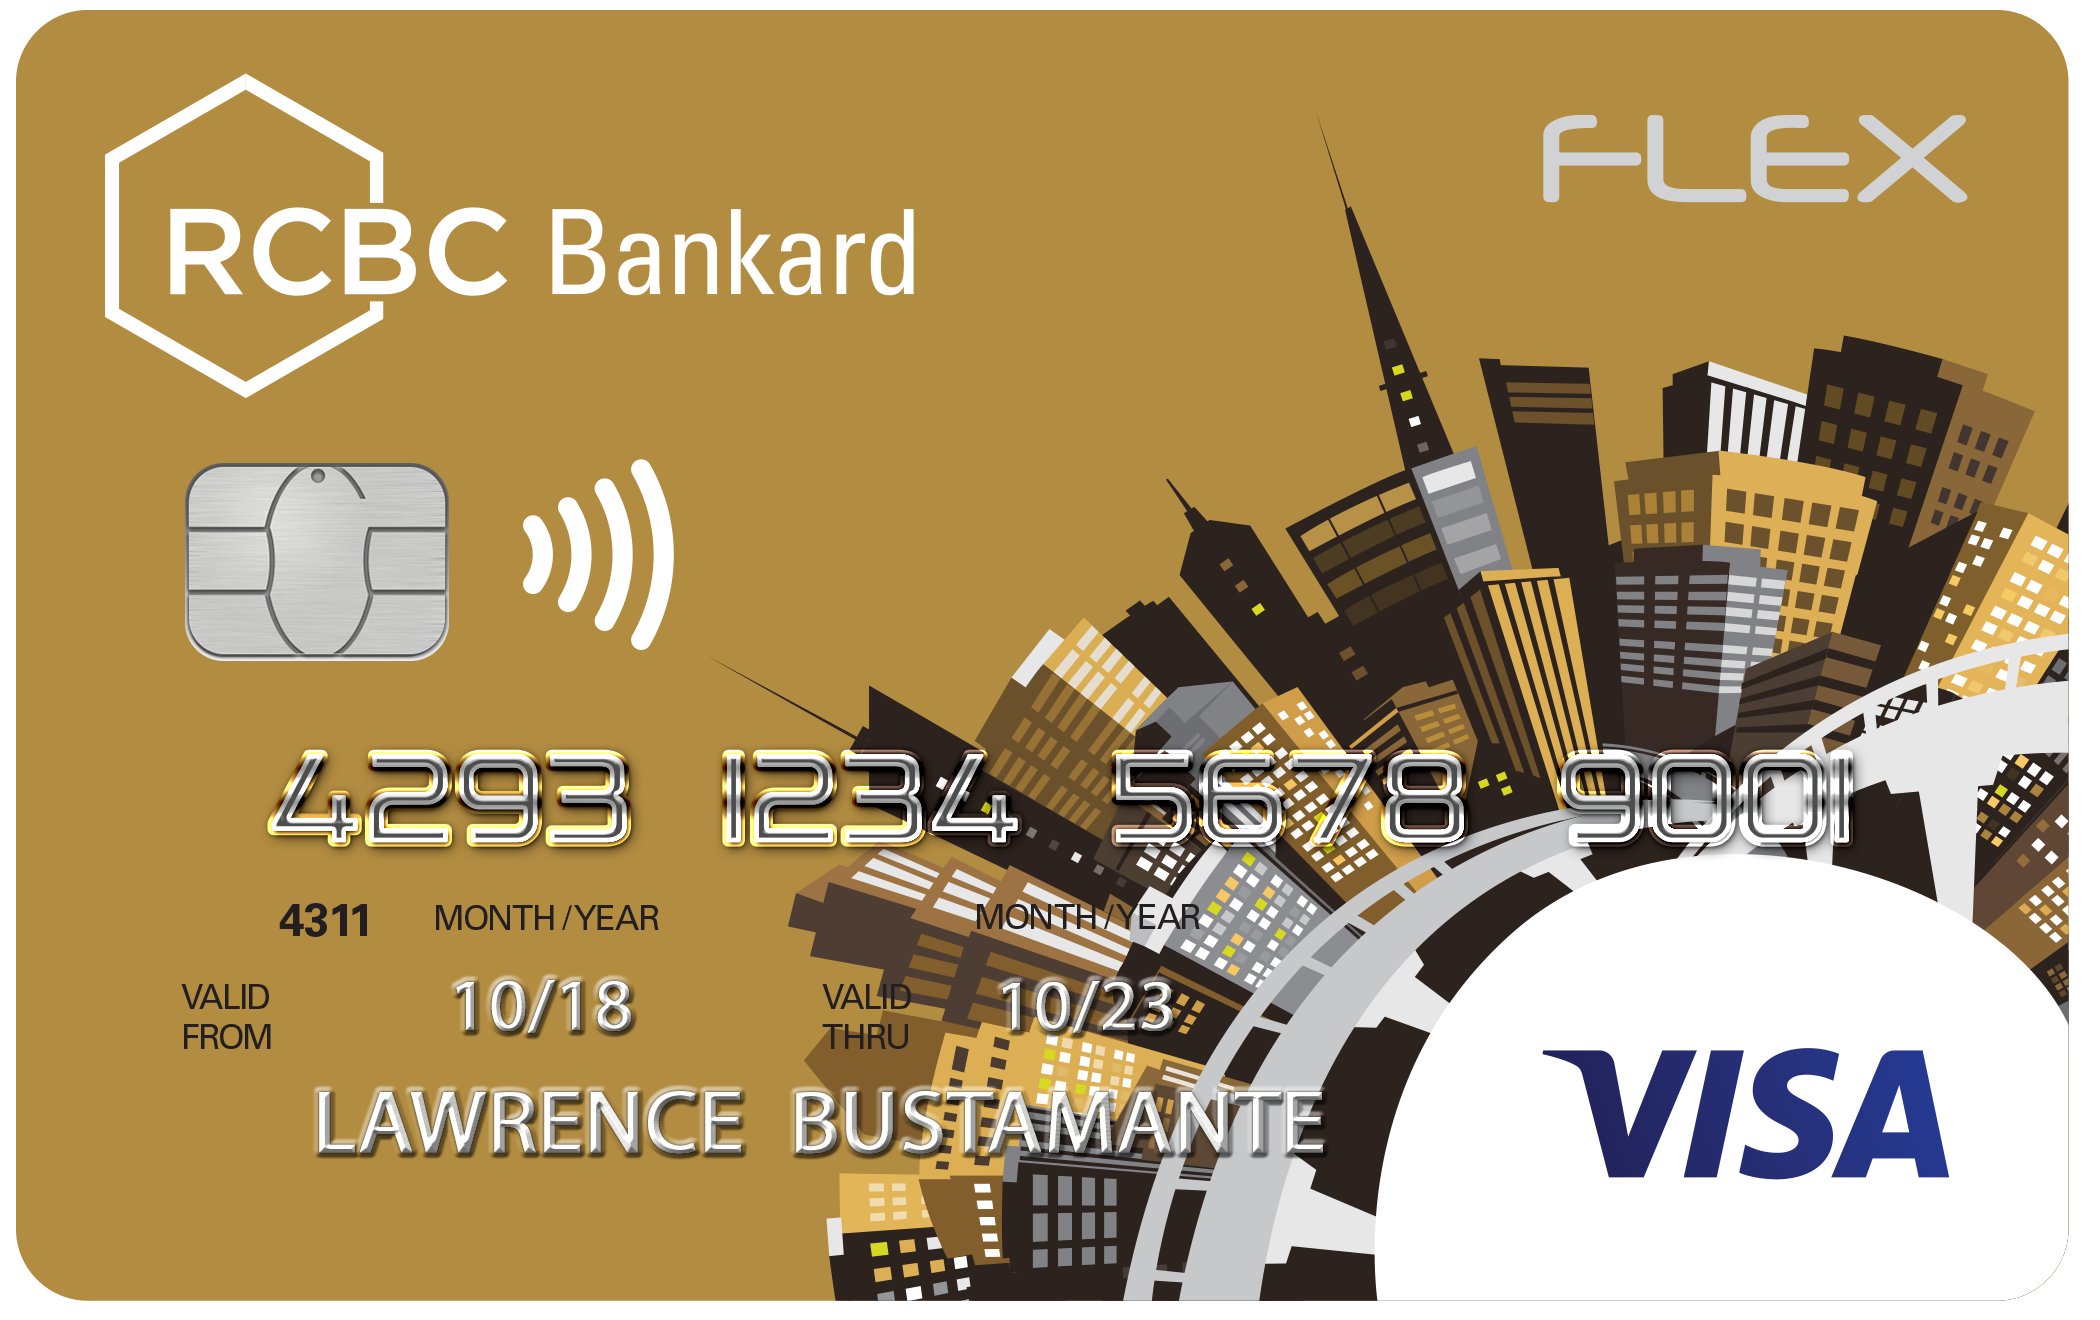 FLEX
RCBC Bankard
4293 1234 5678 9001
4311 MONTH/YEAR MONTH/YEAR
VALID FROM 10/18 VALID THRU 10/23
LAWRENCE BUSTAMANTE
VISA